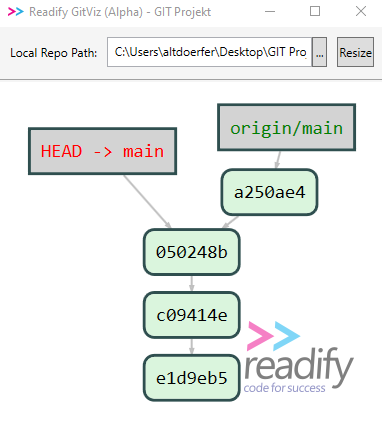 Readify GitViz (Alpha) - GIT Projekt
Local Repo Path: C:\Users\altdoerfer\Desktop\GIT Proj ... Resize
origin/main
HEAD -> main
a250ae4
050248b
c09414e
e1d9eb5
readify
code for success